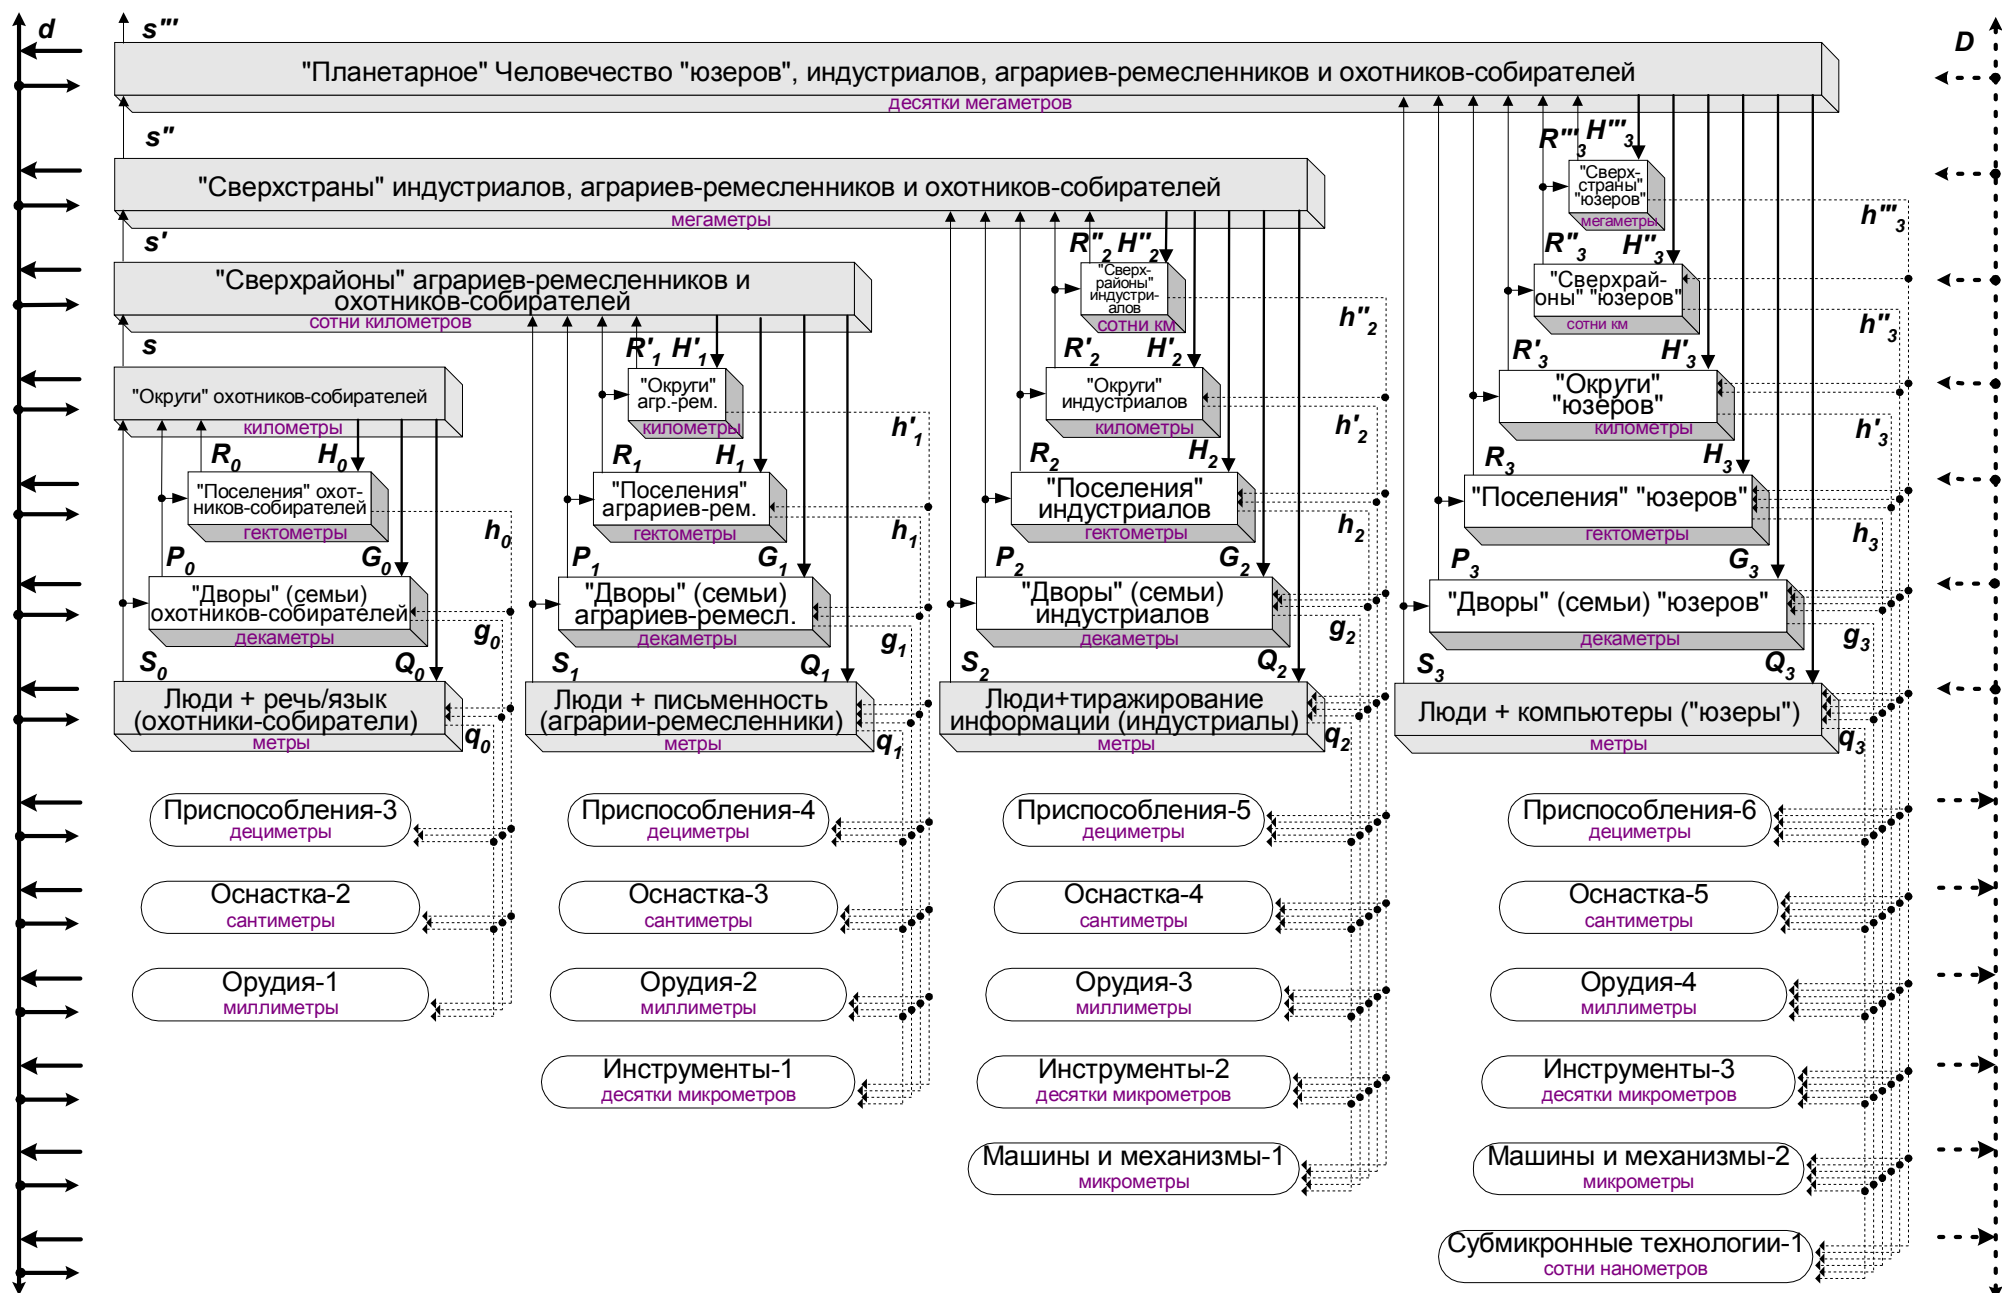 d
s'''
D
"Планетарное" Человечество "юзеров", индустриалов, аграриев-ремесленников и охотников-собирателей
десятки мегаметров
s''
R'''3 H'''3
"Сверхстраны" индустриалов, аграриев-ремесленников и охотников-собирателей
мегаметры
"Сверх-
страны"
"юзеров"
мегаметры
h'''3
s'
R''2 H''2
R''3 H''3
"Сверхрайоны" аграриев-ремесленников и
охотников-собирателей
сотни километров
"Сверх-
районы"
индустри-
алов
сотни км
h''2
"Сверхрай-
оны" "юзеров"
сотни км
h''3
s
R'1 H'1
R'2 H'2
R'3 H'3
"Округи" охотников-собирателей
километры
"Округи"
агр.-рем.
километры
h'1
"Округи"
индустриалов
километры
h'2
"Округи"
"юзеров"
километры
h'3
R0 H0
R1 H1
R2 H2
R3 H3
"Поселения" охот-
ников-собирателей
гектометры
h0
"Поселения"
аграриев-рем.
гектометры
h1
"Поселения"
индустриалов
гектометры
h2
"Поселения" "юзеров"
гектометры
h3
P0 G0
P1 G1
P2 G2
P3 G3
"Дворы" (семьи)
охотников-собирателей
декаметры
g0
"Дворы" (семьи)
аграриев-ремесл.
декаметры
g1
"Дворы" (семьи)
индустриалов
декаметры
g2
"Дворы" (семьи) "юзеров"
декаметры
g3
S0 Q0
S1 Q1
S2 Q2
S3 Q3
Люди + речь/язык
(охотники-собиратели)
метры
q0
Люди + письменность
(аграрии-ремесленники)
метры
q1
Люди+тиражирование
информации (индустриалы)
метры
q2
Люди + компьютеры ("юзеры")
метры
q3
Приспособления-3
дециметры
Приспособления-4
дециметры
Приспособления-5
дециметры
Приспособления-6
дециметры
Оснастка-2
сантиметры
Оснастка-3
сантиметры
Оснастка-4
сантиметры
Оснастка-5
сантиметры
Орудия-1
миллиметры
Орудия-2
миллиметры
Орудия-3
миллиметры
Орудия-4
миллиметры
Инструменты-1
десятки микрометров
Инструменты-2
десятки микрометров
Инструменты-3
десятки микрометров
Машины и механизмы-1
микрометры
Машины и механизмы-2
микрометры
Субмикронные технологии-1
сотни нанометров